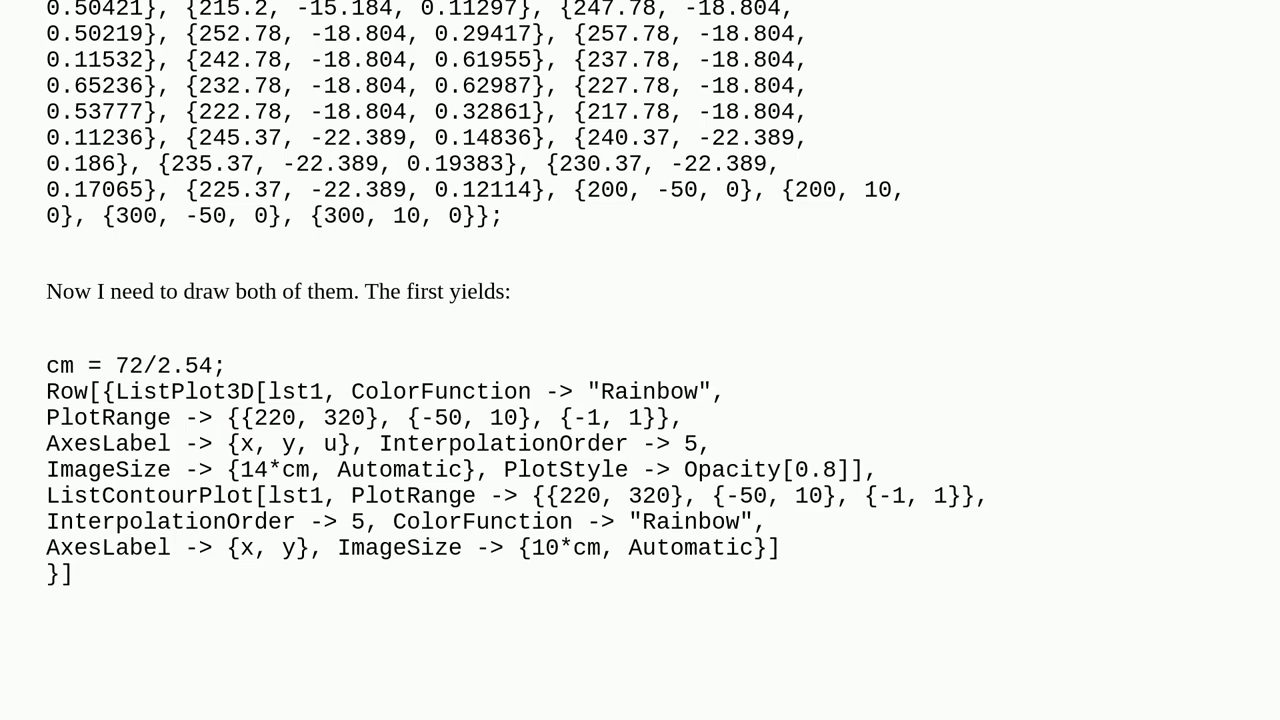 0.50421}, {215.2, -15.184, 0.11297}, {247.78, -18.804,
0.50219}, {252.78, -18.804, 0.29417}, {257.78, -18.804,
0.11532}, {242.78, -18.804, 0.61955}, {237.78, -18.804,
0.65236}, {232.78, -18.804, 0.62987}, {227.78, -18.804,
0.53777}, {222.78, -18.804, 0.32861}, {217.78, -18.804,
0.11236}, {245.37, -22.389, 0.14836}, {240.37, -22.389,
0.186}, {235.37, -22.389, 0.19383}, {230.37, -22.389,
0.17065}, {225.37, -22.389, 0.12114}, {200, -50, 0}, {200, 10,
0}, {300, -50, 0}, {300, 10, 0}};
Now I need to draw both of them. The first yields:
cm = 72/2.54;
Row[{ListPlot3D[lst1, ColorFunction -> "Rainbow",
PlotRange -> {{220, 320}, {-50, 10}, {-1, 1}},
AxesLabel -> {x, y, u}, InterpolationOrder -> 5,
ImageSize -> {14*cm, Automatic}, PlotStyle -> Opacity[0.8]],
ListContourPlot[lst1, PlotRange -> {{220, 320}, {-50, 10}, {-1, 1}},
InterpolationOrder -> 5, ColorFunction -> "Rainbow",
AxesLabel -> {x, y}, ImageSize -> {10*cm, Automatic}]
}]